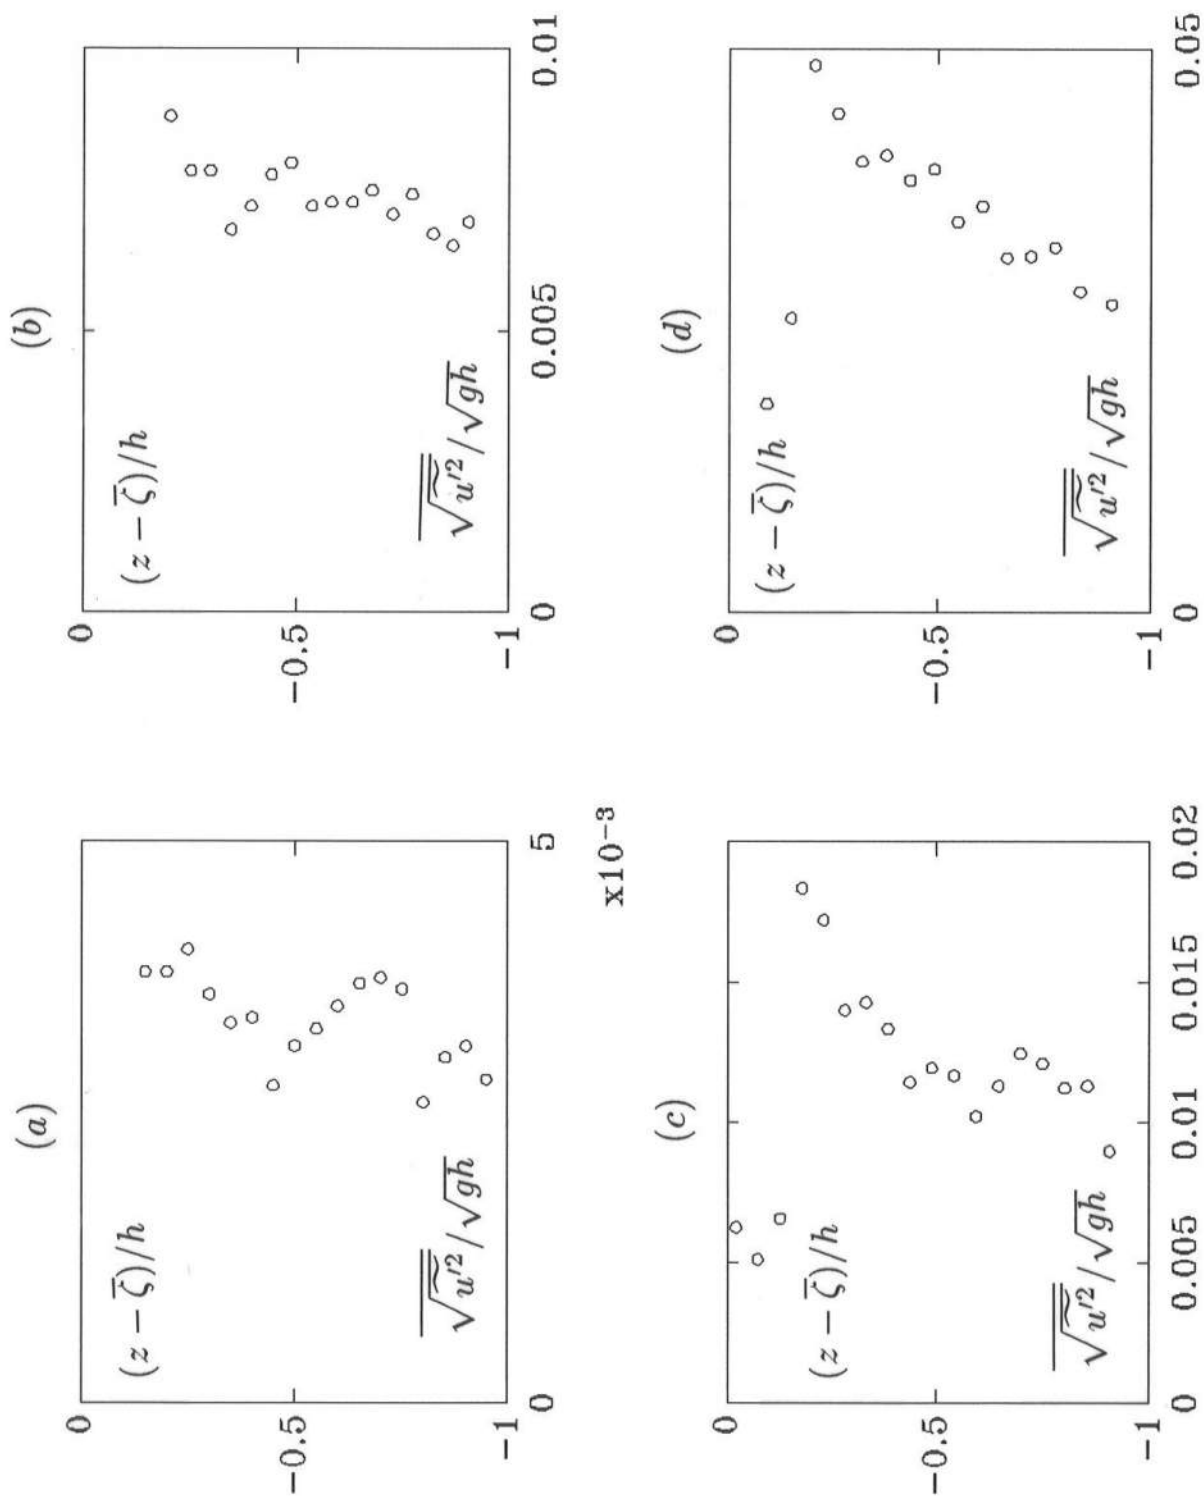 (a)
0
(z − ζ̄)/h
−0.5
√u′²/√gh
−1
0
5
x10⁻³
(b)
0
(z − ζ̄)/h
−0.5
√u′²/√gh
−1
0
0.005
0.01
(c)
0
(z − ζ̄)/h
−0.5
√u′²/√gh
−1
0
0.005
0.01
0.015
0.02
(d)
0
(z − ζ̄)/h
−0.5
√u′²/√gh
−1
0
0.05